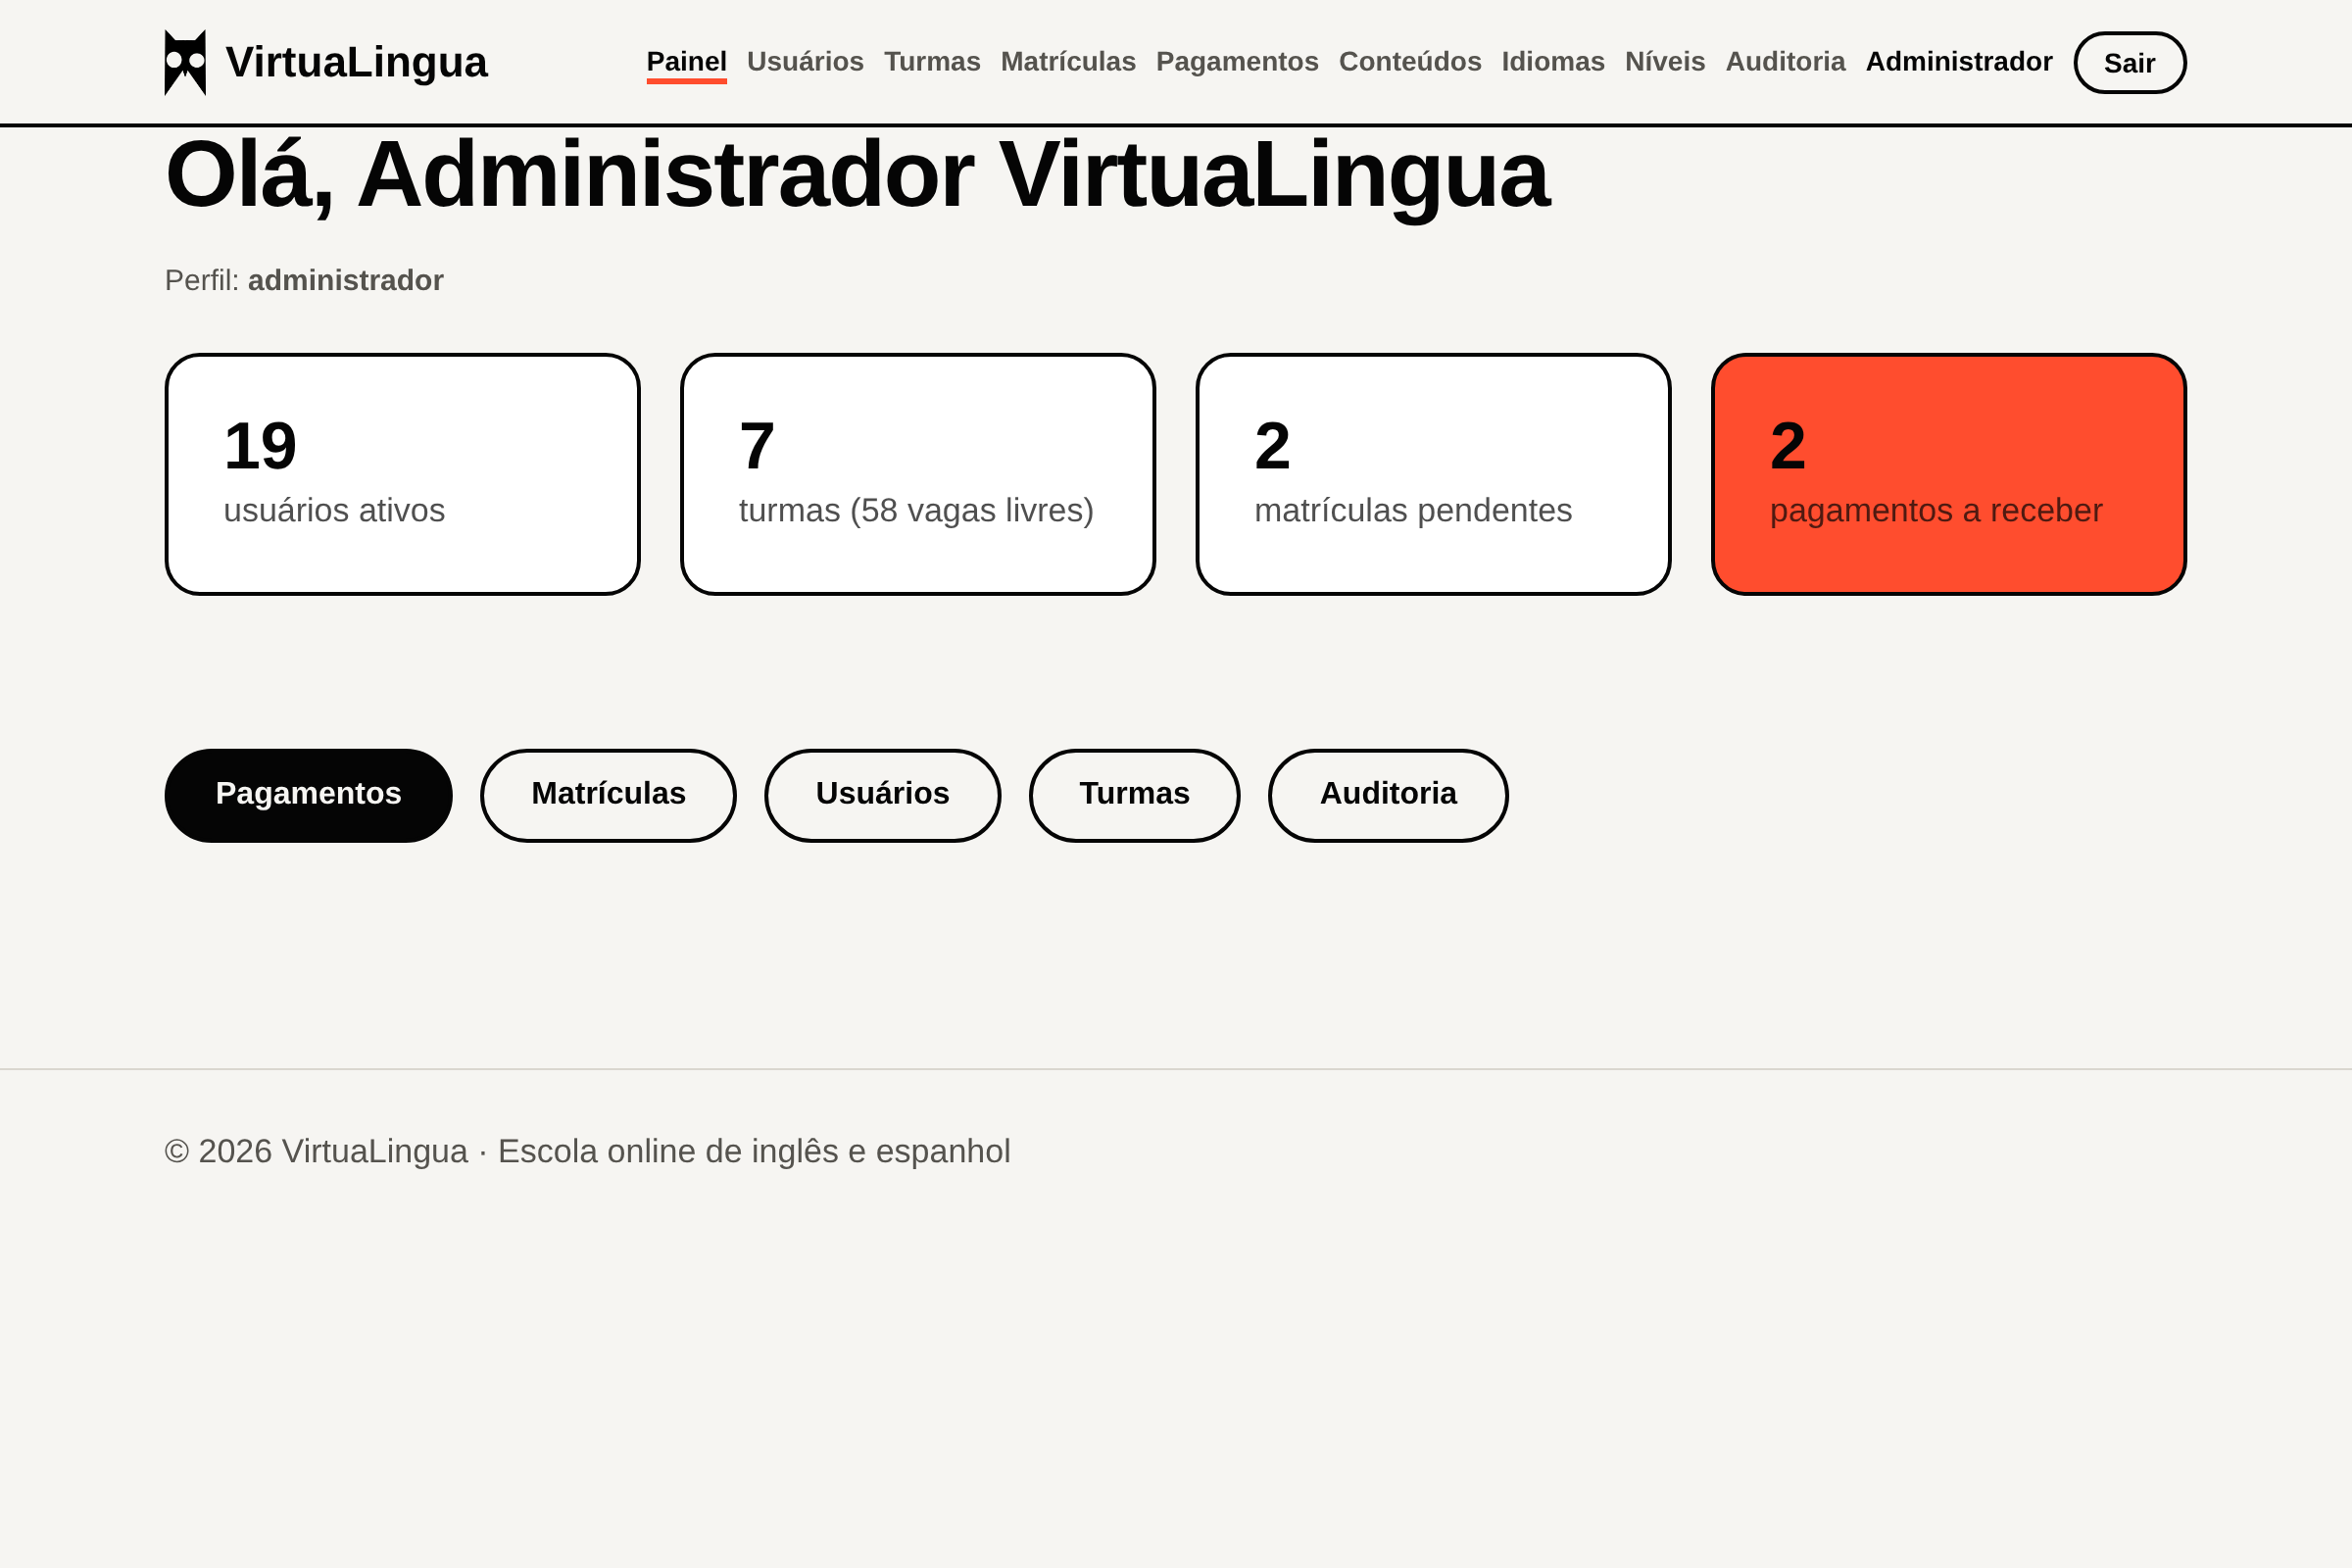 VirtuaLingua
Painel Usuários Turmas Matrículas Pagamentos Conteúdos Idiomas Níveis Auditoria Administrador Sair
Olá, Administrador VirtuaLingua
Perfil: administrador
19
usuários ativos
7
turmas (58 vagas livres)
2
matrículas pendentes
2
pagamentos a receber
Pagamentos Matrículas Usuários Turmas Auditoria
© 2026 VirtuaLingua · Escola online de inglês e espanhol